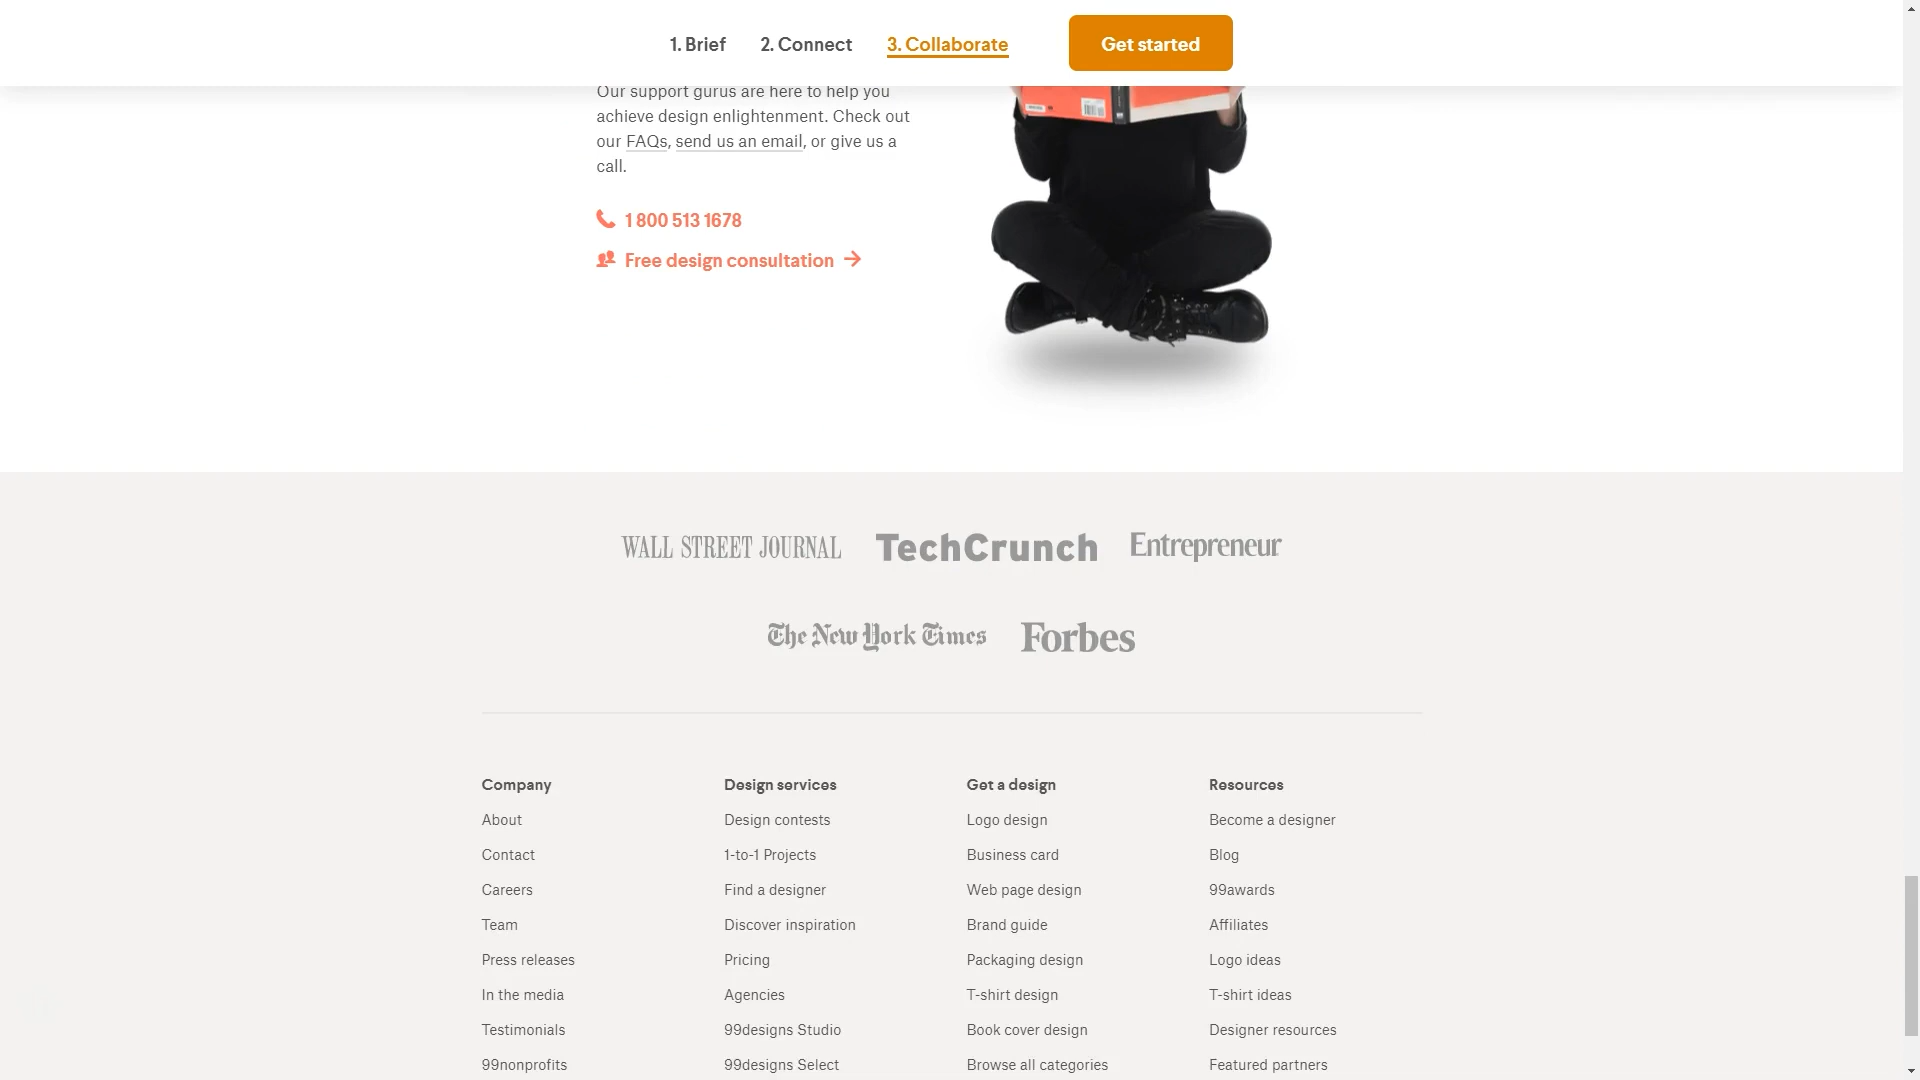 1. Brief
2. Connect
3. Collaborate
Get started
Our support gurus are here to help you
achieve design enlightenment. Check out
our FAQs, send us an email, or give us a
call.
1 800 513 1678
Free design consultation
WALL STREET JOURNAL
TechCrunch
Entrepreneur
The New York Times
Forbes
Company
About
Contact
Careers
Team
Press releases
In the media
Testimonials
99nonprofits
Design services
Design contests
1-to-1 Projects
Find a designer
Discover inspiration
Pricing
Agencies
99designs Studio
99designs Select
Get a design
Logo design
Business card
Web page design
Brand guide
Packaging design
T-shirt design
Book cover design
Browse all categories
Resources
Become a designer
Blog
99awards
Affiliates
Logo ideas
T-shirt ideas
Designer resources
Featured partners